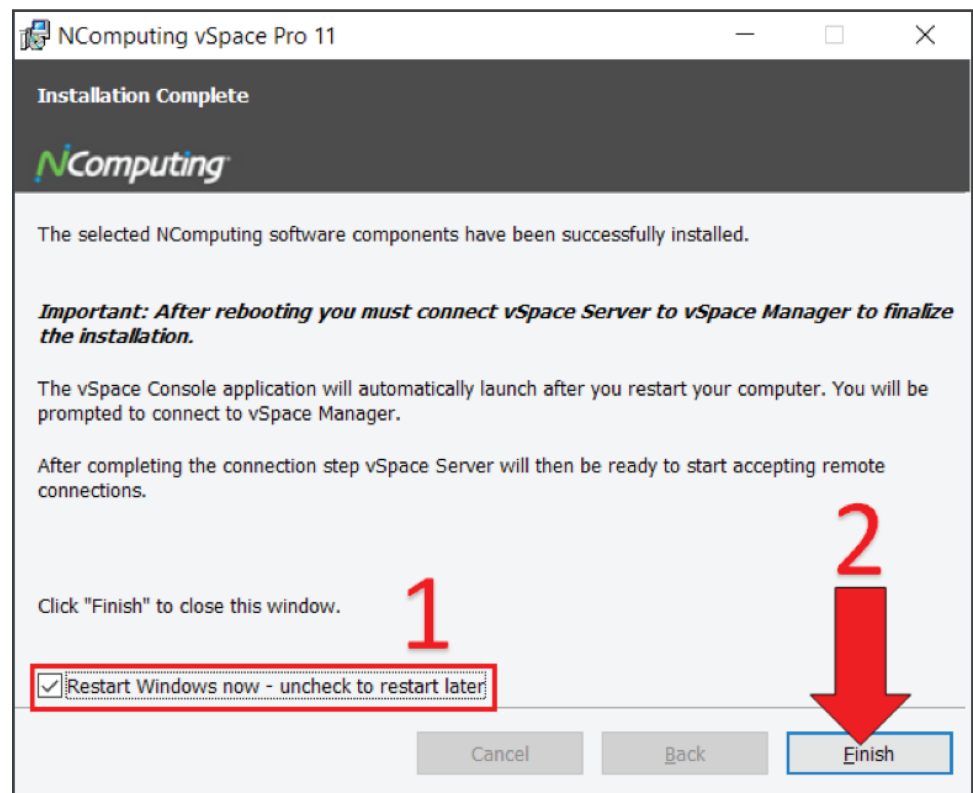 NComputing vSpace Pro 11
Installation Complete
NComputing
The selected NComputing software components have been successfully installed.
Important: After rebooting you must connect vSpace Server to vSpace Manager to finalize
the installation.
The vSpace Console application will automatically launch after you restart your computer. You will be
prompted to connect to vSpace Manager.
After completing the connection step vSpace Server will then be ready to start accepting remote
connections.
2
1
Click "Finish" to close this window.
Restart Windows now - uncheck to restart later
Cancel Back Finish